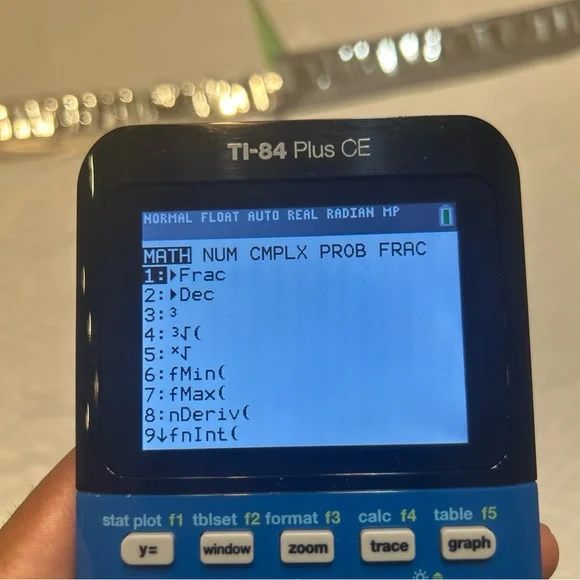 TI-84 Plus CE
NORMAL FLOAT AUTO REAL RADIAN MP
MATH NUM CMPLX PROB FRAC
1:▶Frac
2:▶Dec
3:³
4:³√(
5:ˣ√
6:fMin(
7:fMax(
8:nDeriv(
9↓fnInt(
stat plot f1 tblset f2 format f3 calc f4 table f5
y= window zoom trace graph